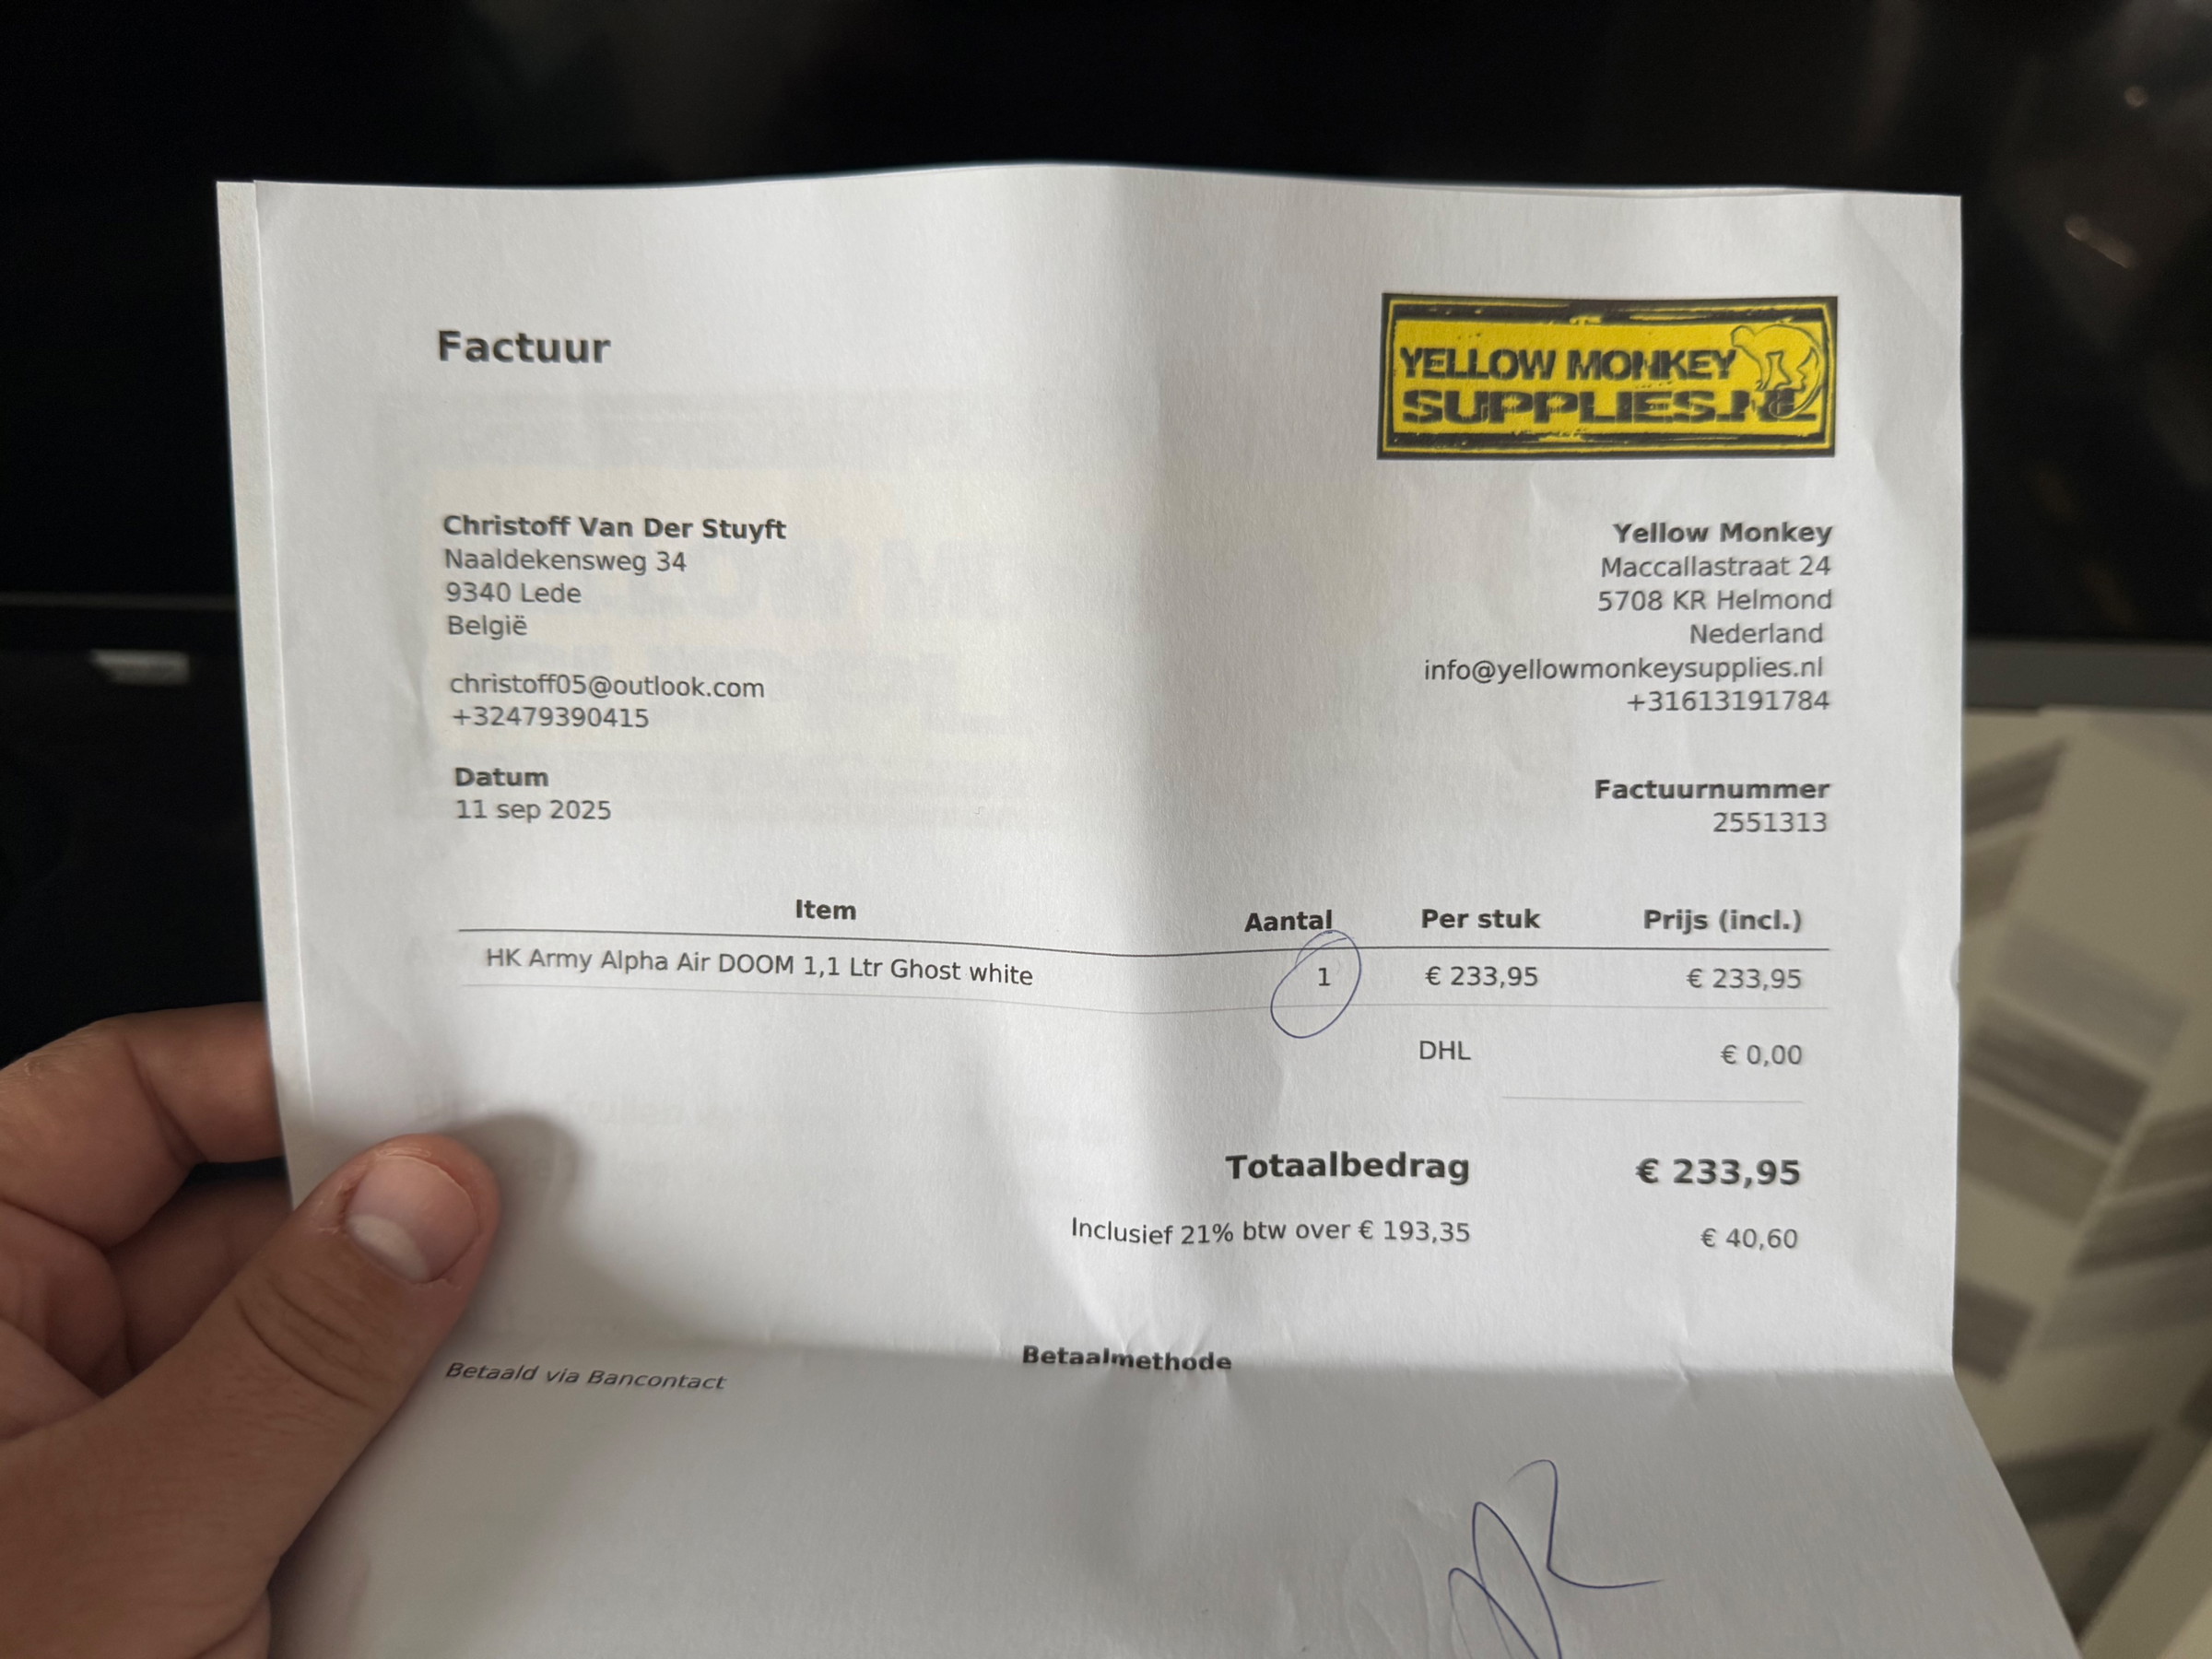 Factuur
YELLOW MONKEY
SUPPLIES.NL
Christoff Van Der Stuyft
Naaldekensweg 34
9340 Lede
België
christoff05@outlook.com
+32479390415
Yellow Monkey
Maccallastraat 24
5708 KR Helmond
Nederland
info@yellowmonkeysupplies.nl
+31613191784
Datum
11 sep 2025
Factuurnummer
2551313
Item Aantal Per stuk Prijs (incl.)
HK Army Alpha Air DOOM 1,1 Ltr Ghost white 1 € 233,95 € 233,95
DHL € 0,00
Totaalbedrag € 233,95
Inclusief 21% btw over € 193,35 € 40,60
Betaalmethode
Betaald via Bancontact